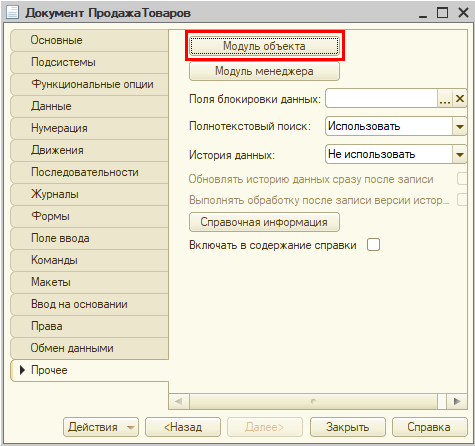 Документ ПродажаТоваров
Основные
Подсистемы
Функциональные опции
Данные
Нумерация
Движения
Последовательности
Журналы
Формы
Поле ввода
Команды
Макеты
Ввод на основании
Права
Обмен данными
Прочее
Модуль объекта
Модуль менеджера
Поля блокировки данных:
...
Полнотекстовый поиск: Использовать
История данных: Не использовать
Обновлять историю данных сразу после записи
Выполнять обработку после записи версии истор...
Справочная информация
Включать в содержание справки
Действия <Назад Далее> Закрыть Справка